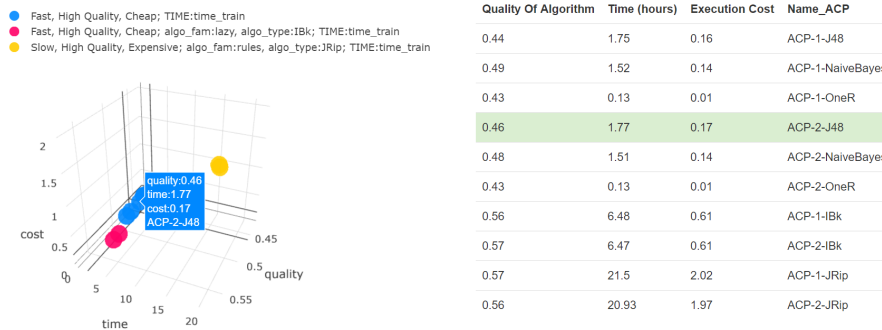 Fast, High Quality, Cheap; TIME:time_train
Fast, High Quality, Cheap; algo_fam:lazy, algo_type:IBk; TIME:time_train
Slow, High Quality, Expensive; algo_fam:rules, algo_type:JRip; TIME:time_train
2
1.5
1
0.5
0
cost
0
5
10
15
20
time
0.45
0.5
0.55
quality
quality:0.46
time:1.77
cost:0.17
ACP-2-J48
Quality Of Algorithm Time (hours) Execution Cost Name_ACP
0.44 1.75 0.16 ACP-1-J48
0.49 1.52 0.14 ACP-1-NaiveBayes
0.43 0.13 0.01 ACP-1-OneR
0.46 1.77 0.17 ACP-2-J48
0.48 1.51 0.14 ACP-2-NaiveBayes
0.43 0.13 0.01 ACP-2-OneR
0.56 6.48 0.61 ACP-1-IBk
0.57 6.47 0.61 ACP-2-IBk
0.57 21.5 2.02 ACP-1-JRip
0.56 20.93 1.97 ACP-2-JRip